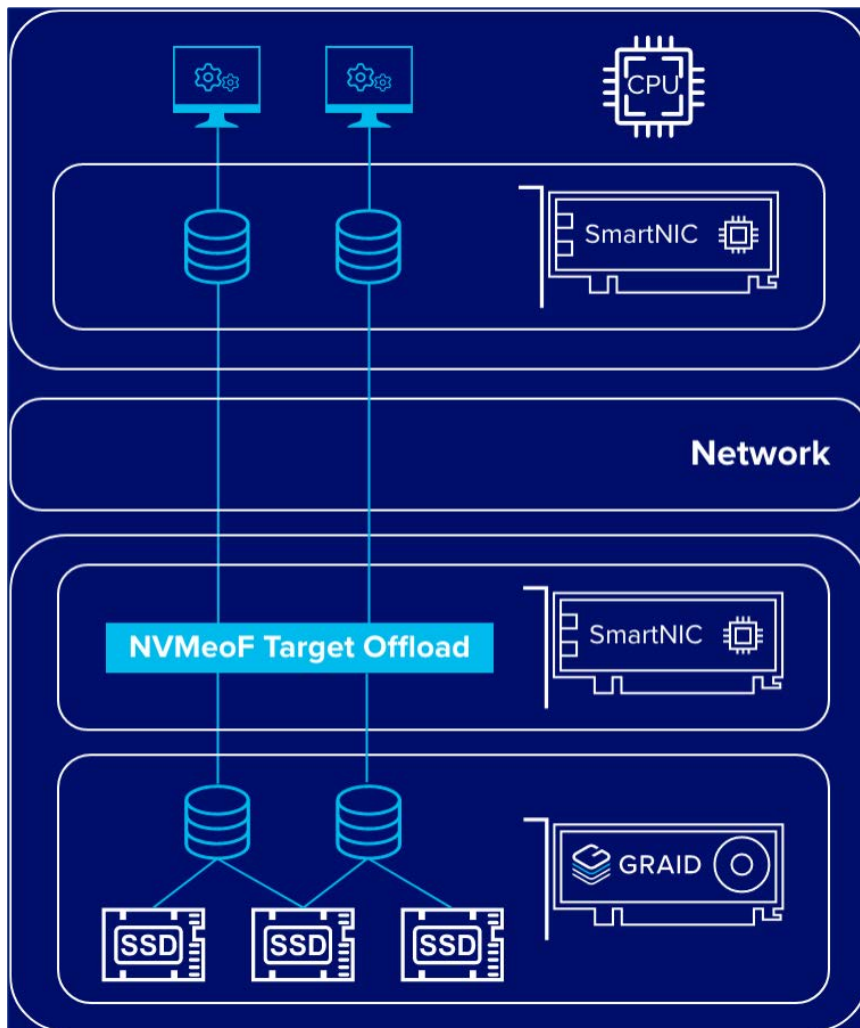 CPU
SmartNIC
Network
NVMeoF Target Offload
SmartNIC
GRAID
SSD
SSD
SSD